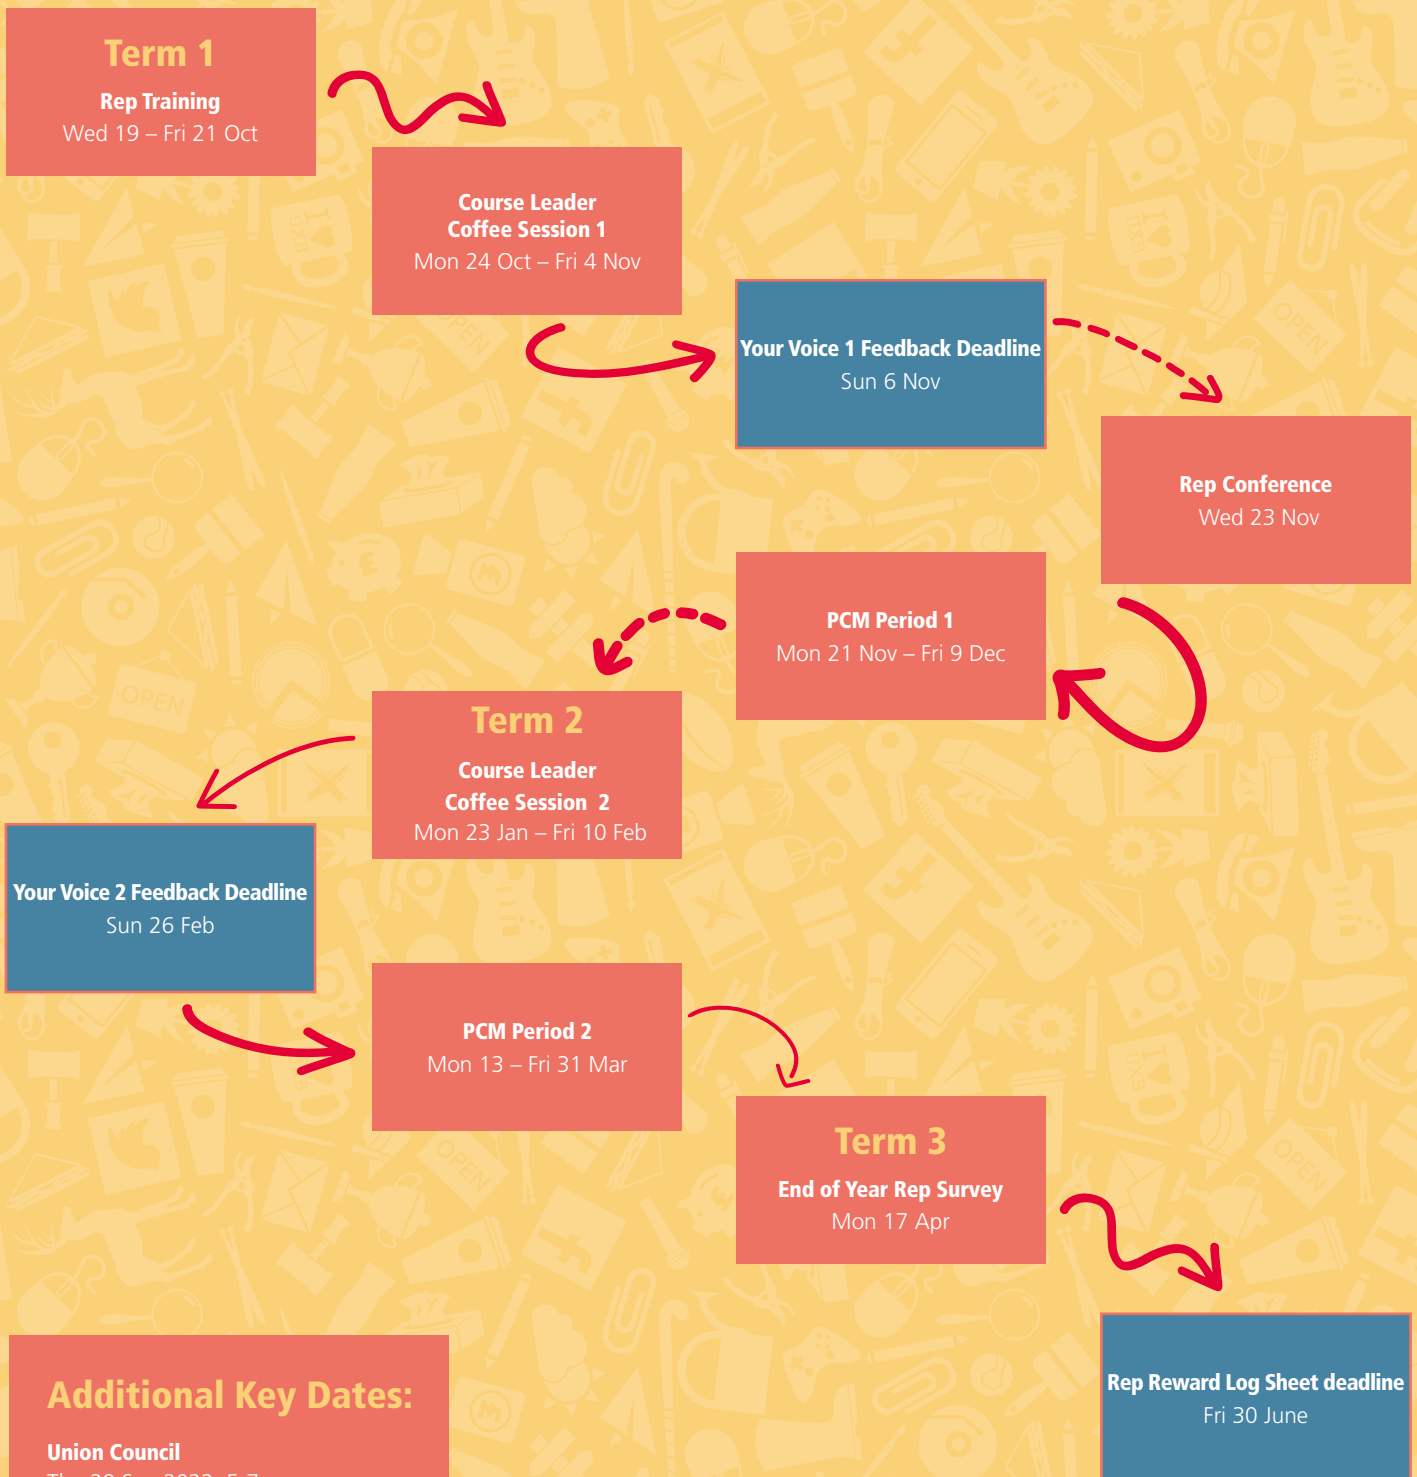 Term 1
Rep Training
Wed 19 – Fri 21 Oct
Course Leader
Coffee Session 1
Mon 24 Oct – Fri 4 Nov
Your Voice 1 Feedback Deadline
Sun 6 Nov
Rep Conference
Wed 23 Nov
PCM Period 1
Mon 21 Nov – Fri 9 Dec
Term 2
Course Leader
Coffee Session 2
Mon 23 Jan – Fri 10 Feb
Your Voice 2 Feedback Deadline
Sun 26 Feb
PCM Period 2
Mon 13 – Fri 31 Mar
Term 3
End of Year Rep Survey
Mon 17 Apr
Rep Reward Log Sheet deadline
Fri 30 June
Additional Key Dates:
Union Council